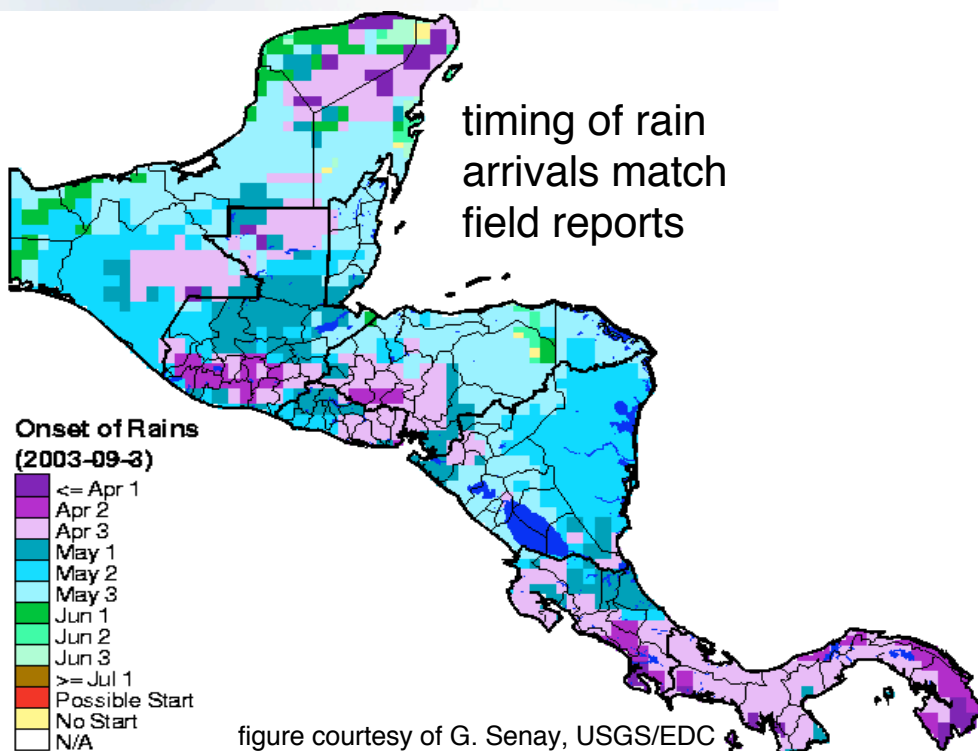 timing of rain
arrivals match
field reports
Onset of Rains
(2003-09-3)
<= Apr 1
Apr 2
Apr 3
May 1
May 2
May 3
Jun 1
Jun 2
Jun 3
>= Jul 1
Possible Start
No Start
N/A
figure courtesy of G. Senay, USGS/EDC